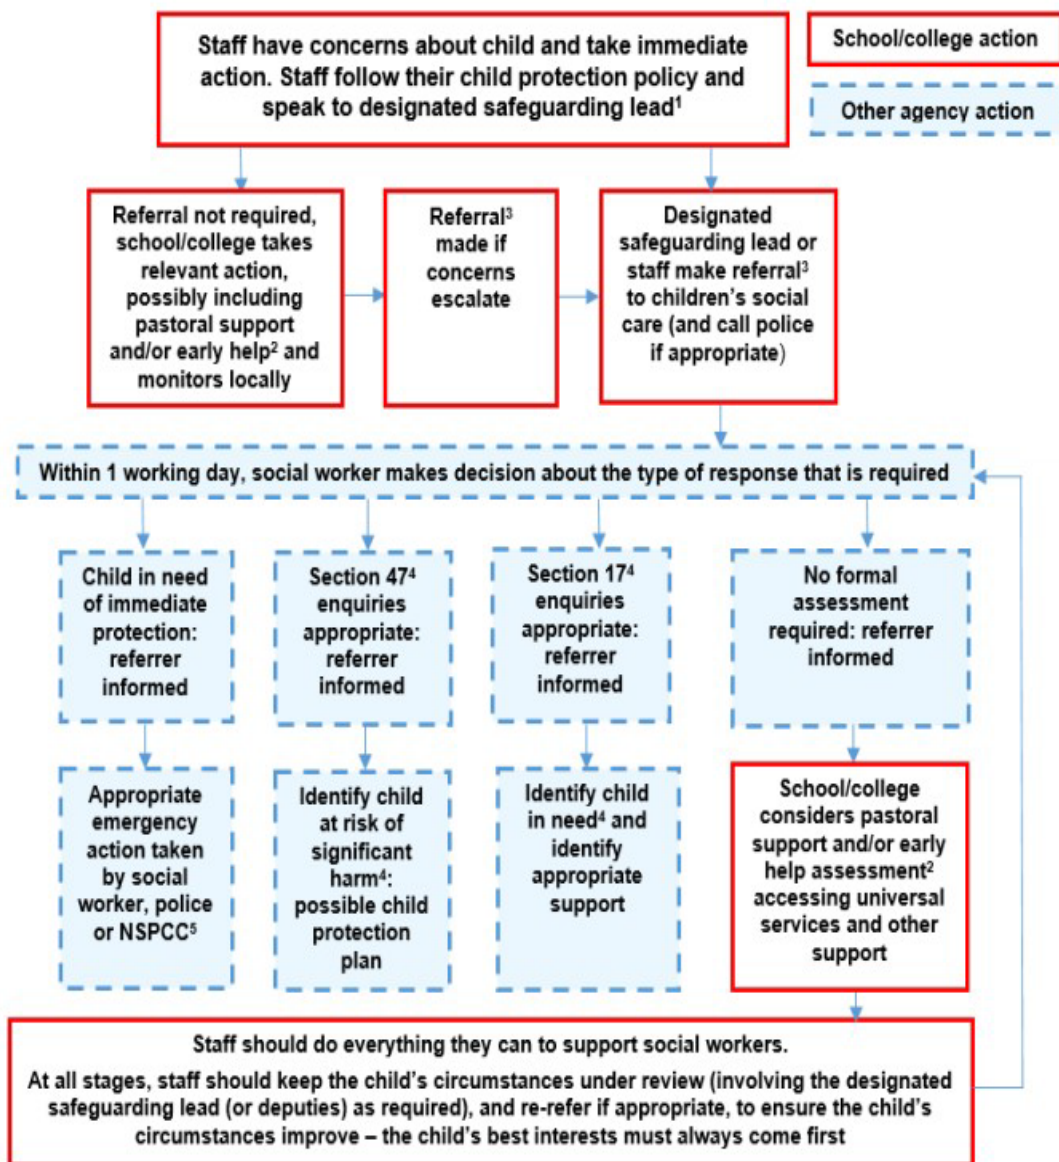 Staff have concerns about child and take immediate
action. Staff follow their child protection policy and
speak to designated safeguarding lead¹
School/college action
Other agency action
Referral not required,
school/college takes
relevant action,
possibly including
pastoral support
and/or early help² and
monitors locally
Referral³
made if
concerns
escalate
Designated
safeguarding lead or
staff make referral³
to children’s social
care (and call police
if appropriate)
Within 1 working day, social worker makes decision about the type of response that is required
Child in need
of immediate
protection:
referrer
informed
Section 47⁴
enquiries
appropriate:
referrer
informed
Section 17⁴
enquiries
appropriate:
referrer
informed
No formal
assessment
required: referrer
informed
Appropriate
emergency
action taken
by social
worker, police
or NSPCC⁵
Identify child
at risk of
significant
harm⁴:
possible child
protection
plan
Identify child
in need⁴ and
identify
appropriate
support
School/college
considers pastoral
support and/or early
help assessment²
accessing universal
services and other
support
Staff should do everything they can to support social workers.
At all stages, staff should keep the child’s circumstances under review (involving the designated
safeguarding lead (or deputies) as required), and re-refer if appropriate, to ensure the child’s
circumstances improve – the child’s best interests must always come first